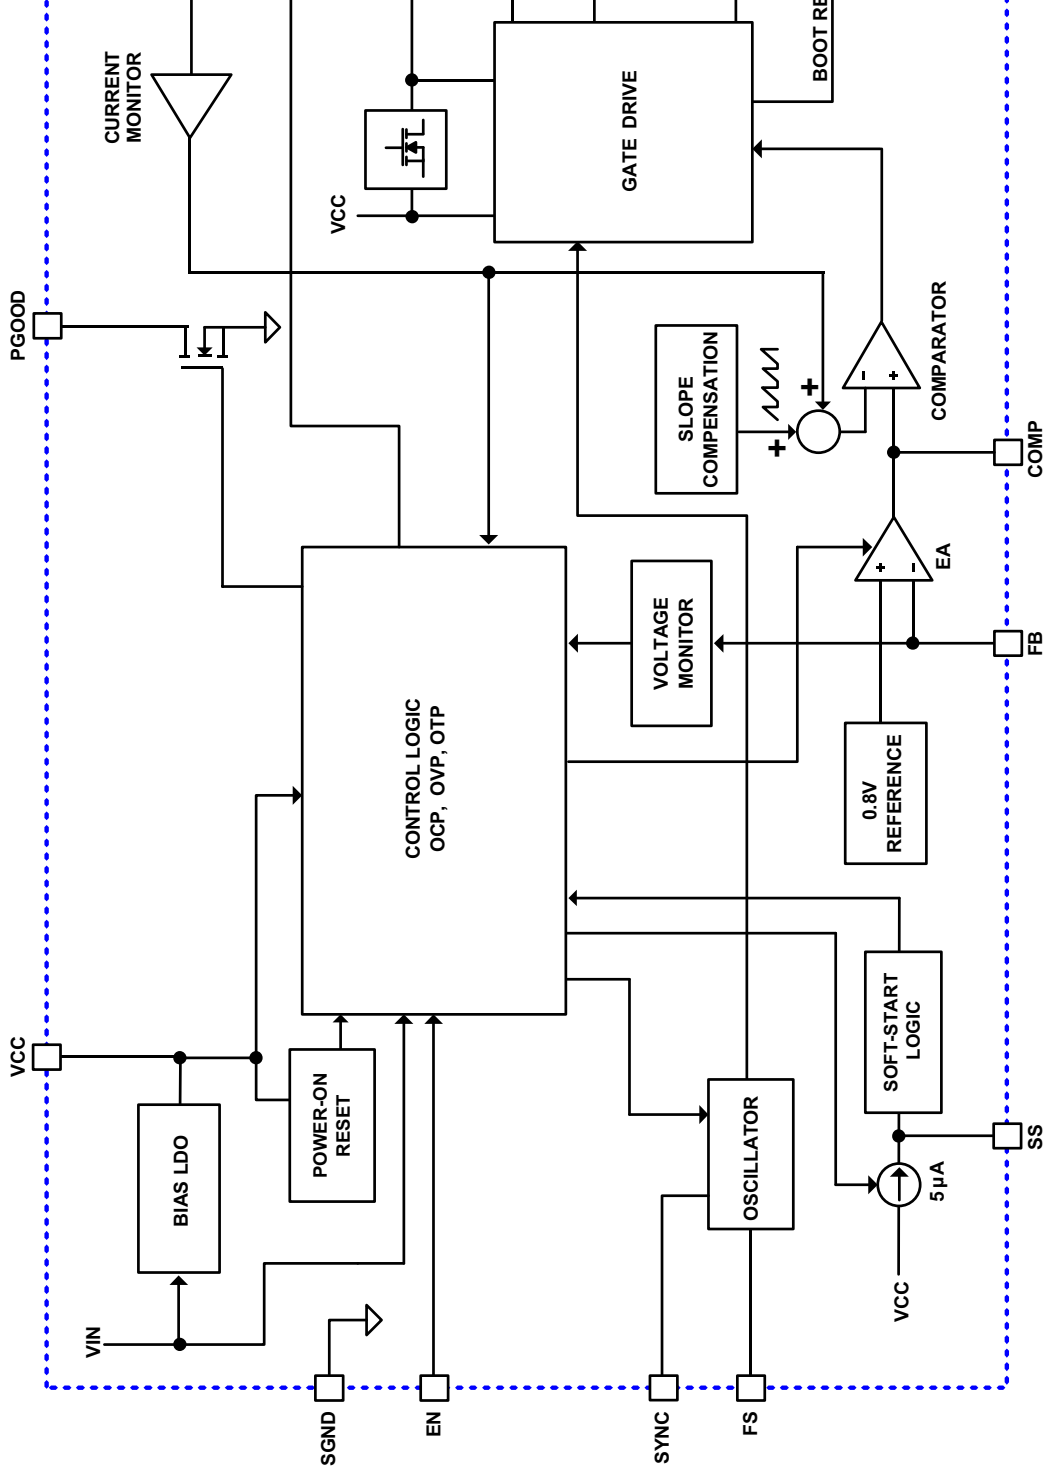 CURRENT
MONITOR
VCC
GATE DRIVE
BOOT
PGOOD
SLOPE
COMPENSATION
+
+
–
+
COMPARATOR
COMP
CONTROL LOGIC
OCP, OVP, OTP
VOLTAGE
MONITOR
+
–
EA
FB
0.8V
REFERENCE
VCC
BIAS LDO
POWER-ON
RESET
OSCILLATOR
SOFT-START
LOGIC
SS
5 µA
VCC
VIN
SGND
EN
SYNC
FS